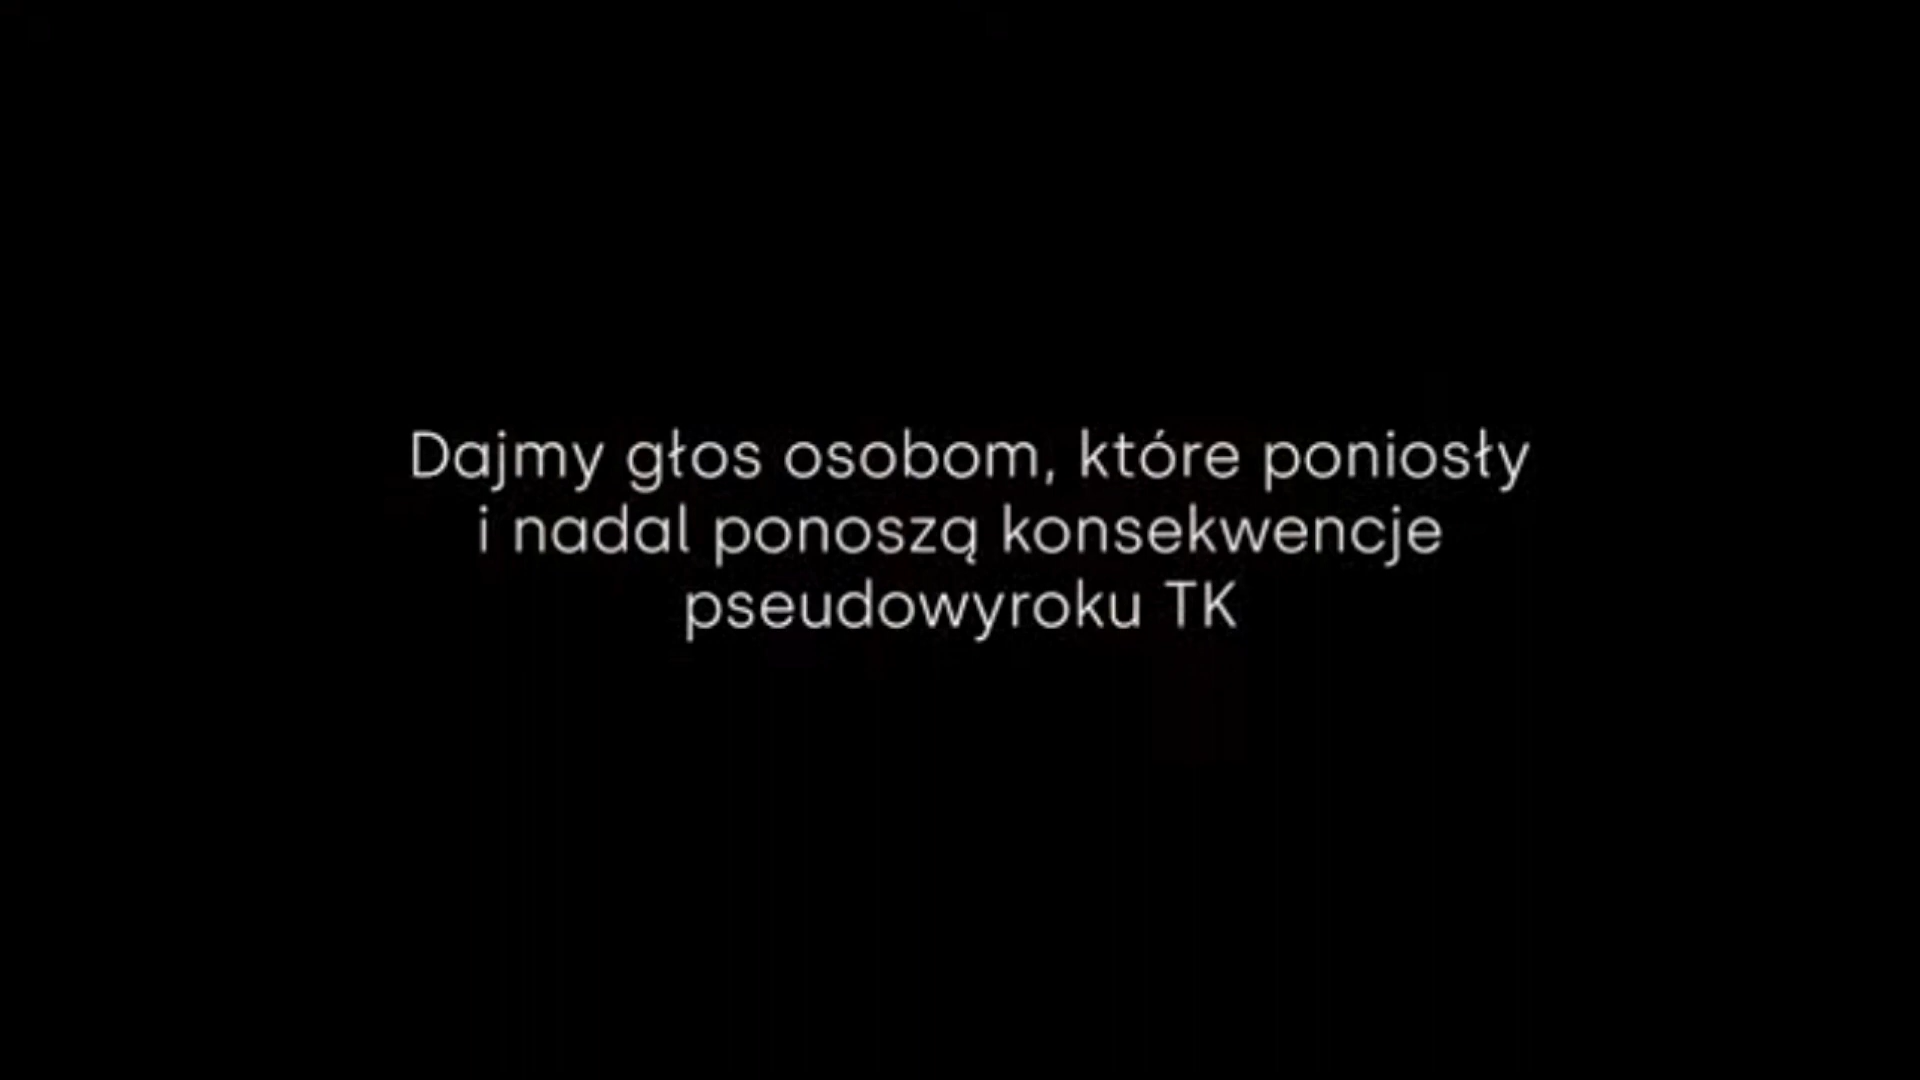 Dajmy głos osobom, które poniosły
i nadal ponoszą konsekwencje
pseudowyroku TK